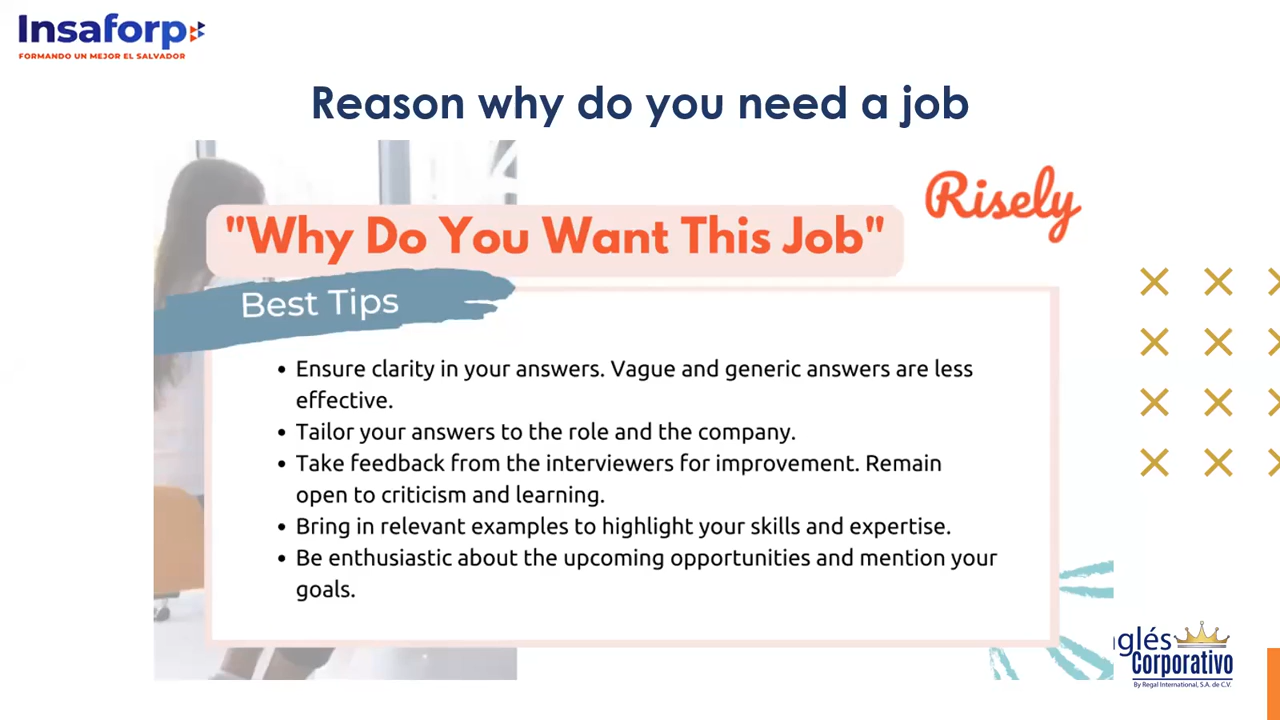 Insaforp
FORMANDO UN MEJOR EL SALVADOR
Reason why do you need a job
Risely
"Why Do You Want This Job"
Best Tips
• Ensure clarity in your answers. Vague and generic answers are less
effective.
• Tailor your answers to the role and the company.
• Take feedback from the interviewers for improvement. Remain
open to criticism and learning.
• Bring in relevant examples to highlight your skills and expertise.
• Be enthusiastic about the upcoming opportunities and mention your
goals.
glés
Corporativo
By Regal International, S.A. de C.V.